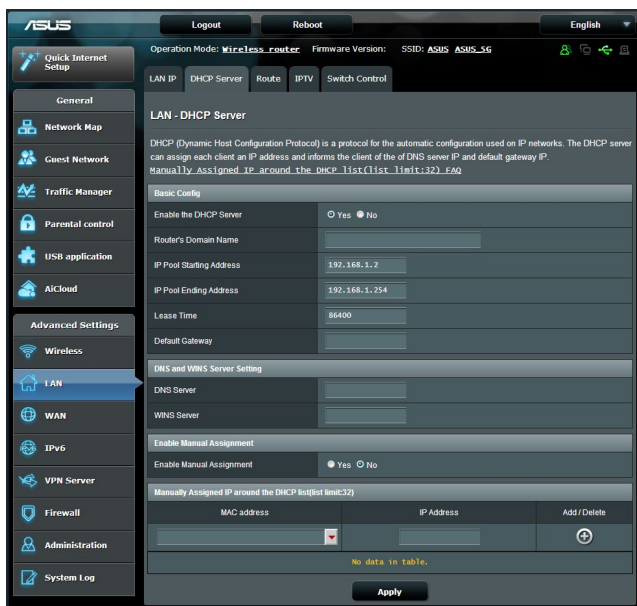 ASUS
Logout
Reboot
English
Quick Internet Setup
Operation Mode: Wireless router Firmware Version: SSID: ASUS ASUS_5G
General
Network Map
Guest Network
Traffic Manager
Parental control
USB application
AiCloud
Advanced Settings
Wireless
LAN
WAN
IPv6
VPN Server
Firewall
Administration
System Log
LAN IP
DHCP Server
Route
IPTV
Switch Control
LAN - DHCP Server
DHCP (Dynamic Host Configuration Protocol) is a protocol for the automatic configuration used on IP networks. The DHCP server
can assign each client an IP address and informs the client of the of DNS server IP and default gateway IP.
Manually Assigned IP around the DHCP list(list limit:32) FAQ
Basic Config
Enable the DHCP Server Yes No
Router's Domain Name
IP Pool Starting Address 192.168.1.2
IP Pool Ending Address 192.168.1.254
Lease Time 86400
Default Gateway
DNS and WINS Server Setting
DNS Server
WINS Server
Enable Manual Assignment
Enable Manual Assignment Yes No
Manually Assigned IP around the DHCP list(list limit:32)
MAC address IP Address Add / Delete
No data in table.
Apply